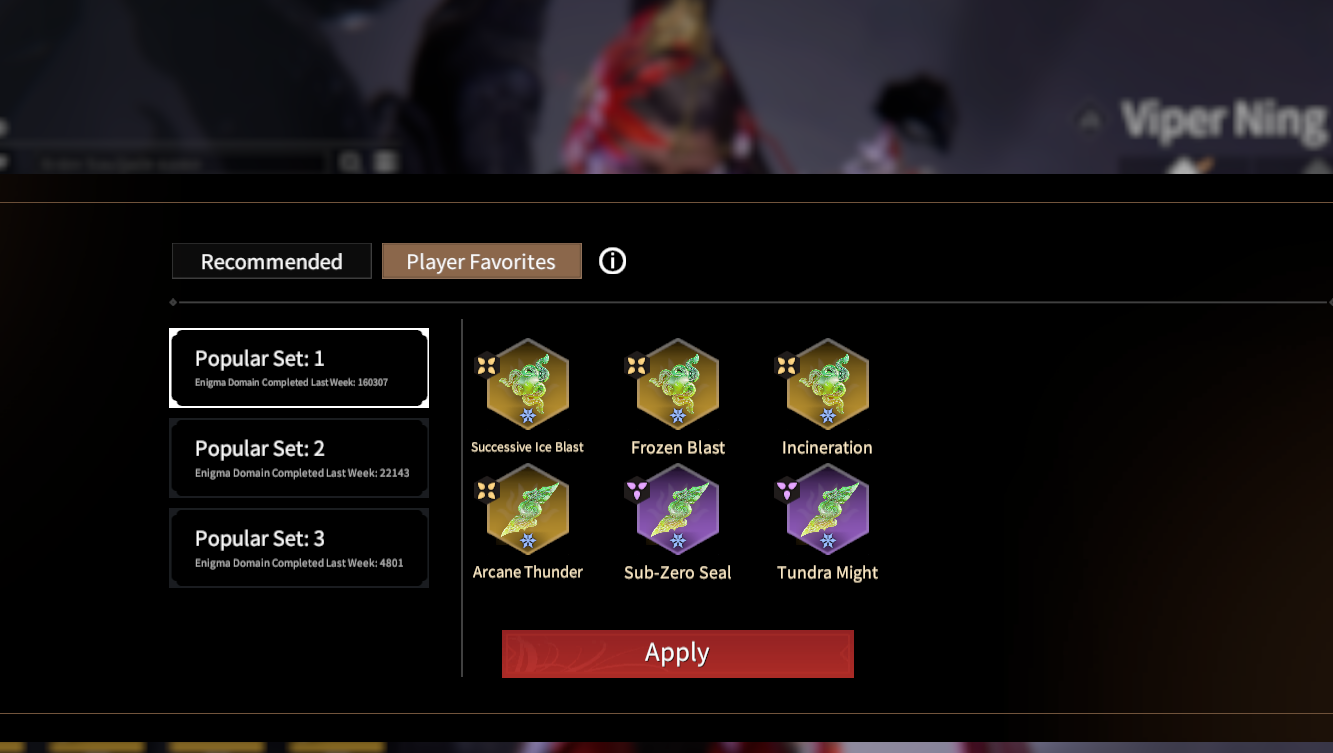 Viper Ning
Recommended
Player Favorites
Popular Set: 1
Enigma Domain Completed Last Week: 160307
Popular Set: 2
Enigma Domain Completed Last Week: 22143
Popular Set: 3
Enigma Domain Completed Last Week: 4801
Successive Ice Blast
Frozen Blast
Incineration
Arcane Thunder
Sub-Zero Seal
Tundra Might
Apply